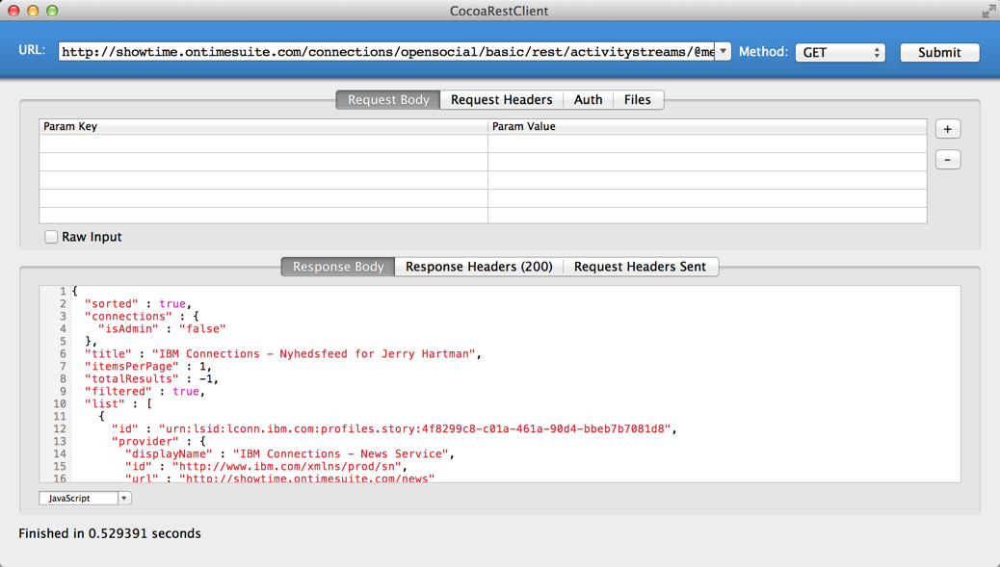 CocoaRestClient
URL: http://showtime.ontimesuite.com/connections/opensocial/basic/rest/activitystreams/@me Method: GET Submit
Request Body Request Headers Auth Files
Param Key Param Value
+
-
Raw Input
Response Body Response Headers (200) Request Headers Sent
1 {
2 "sorted" : true,
3 "connections" : {
4 "isAdmin" : "false"
5 },
6 "title" : "IBM Connections - Nyhedsfeed for Jerry Hartman",
7 "itemsPerPage" : 1,
8 "totalResults" : -1,
9 "filtered" : true,
10 "list" : [
11 {
12 "id" : "urn:lsid:lconn.ibm.com:profiles.story:4f8299c8-c01a-461a-90d4-bbeb7b7081d8",
13 "provider" : {
14 "displayName" : "IBM Connections - News Service",
15 "id" : "http://www.ibm.com/xmlns/prod/sn",
16 "url" : "http://showtime.ontimesuite.com/news"
JavaScript
Finished in 0.529391 seconds